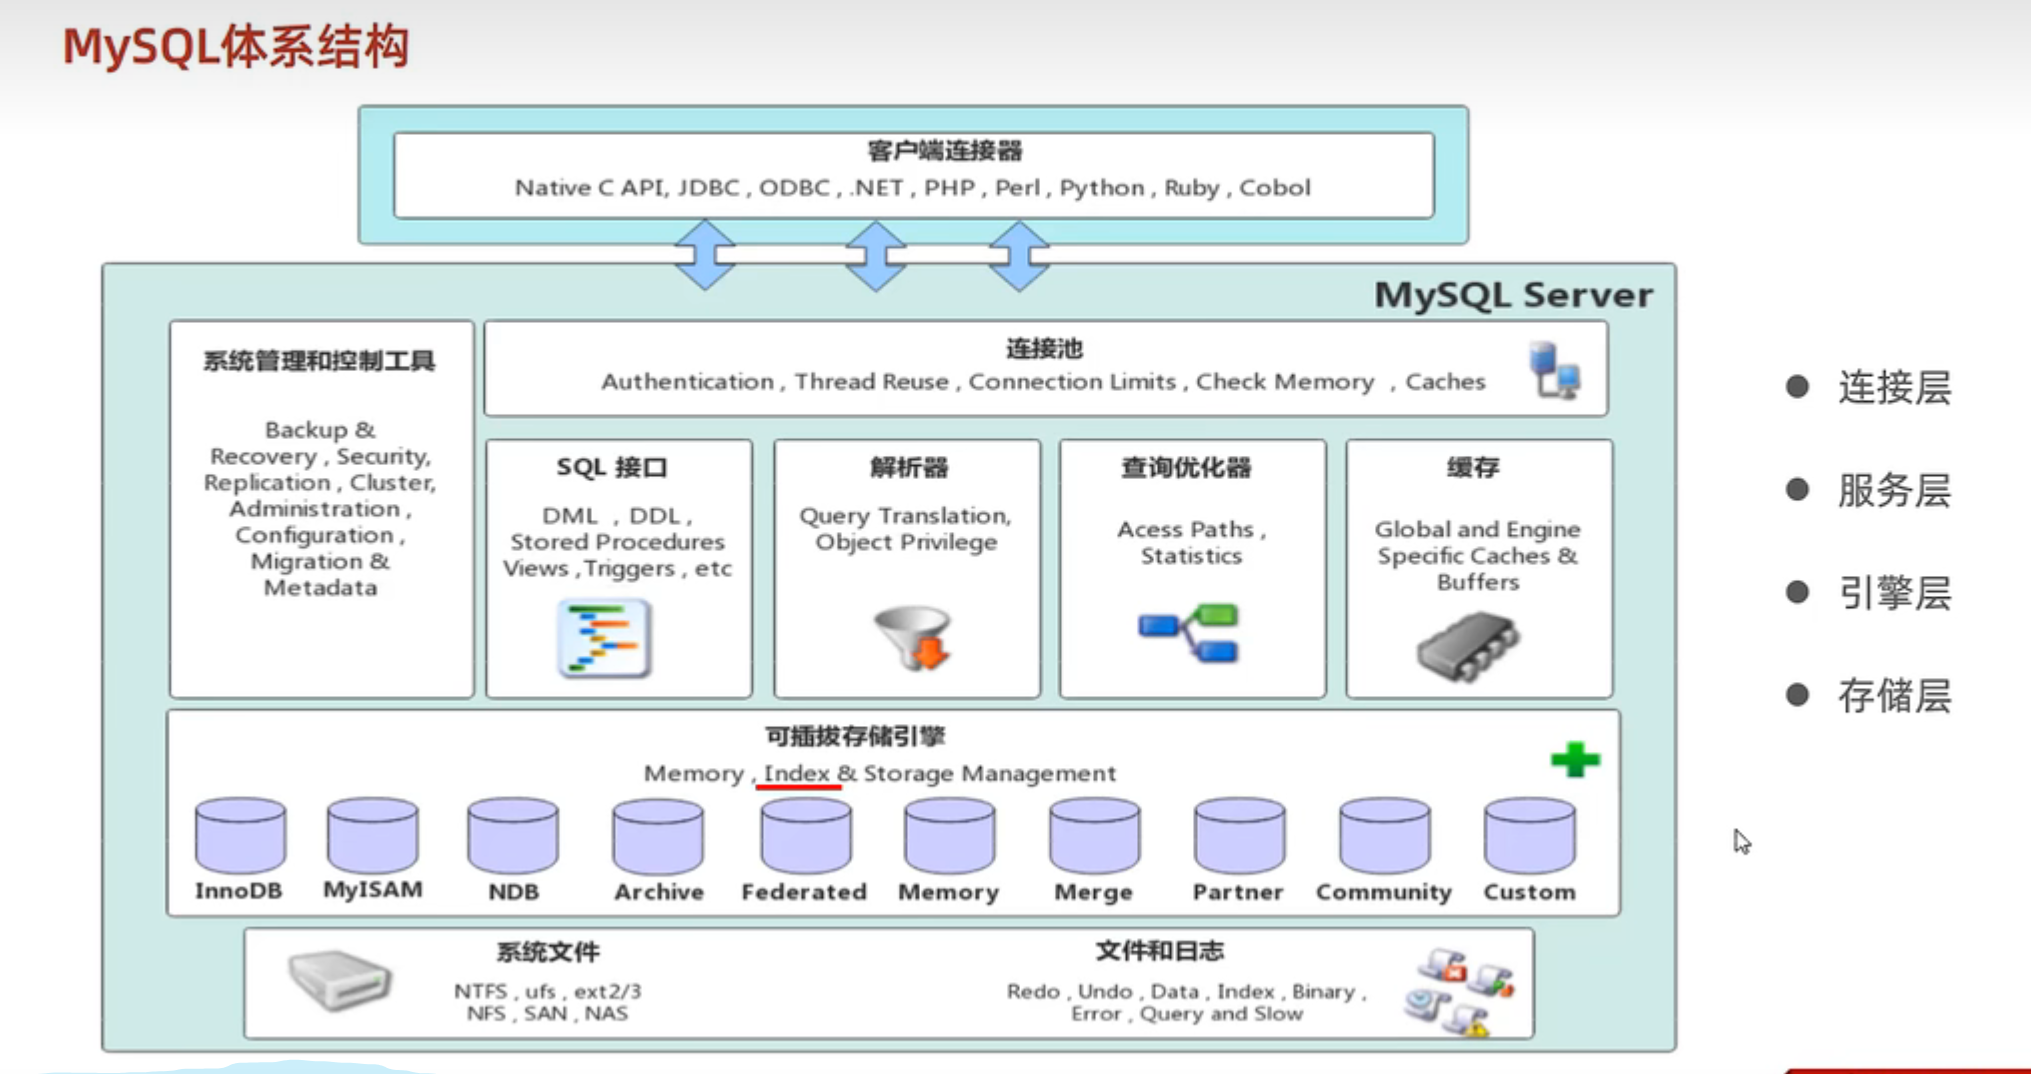 MySQL体系结构
客户端连接器
Native C API, JDBC , ODBC , .NET , PHP , Perl , Python , Ruby , Cobol
MySQL Server
系统管理和控制工具
Backup &
Recovery , Security,
Replication , Cluster,
Administration ,
Configuration ,
Migration &
Metadata
连接池
Authentication , Thread Reuse , Connection Limits , Check Memory , Caches
SQL 接口
DML , DDL ,
Stored Procedures
Views ,Triggers , etc
解析器
Query Translation,
Object Privilege
查询优化器
Acess Paths ,
Statistics
缓存
Global and Engine
Specific Caches &
Buffers
可插拔存储引擎
Memory , Index & Storage Management
InnoDB
MyISAM
NDB
Archive
Federated
Memory
Merge
Partner
Community
Custom
系统文件
NTFS , ufs , ext2/3
NFS , SAN , NAS
文件和日志
Redo , Undo , Data , Index , Binary ,
Error , Query and Slow
● 连接层
● 服务层
● 引擎层
● 存储层